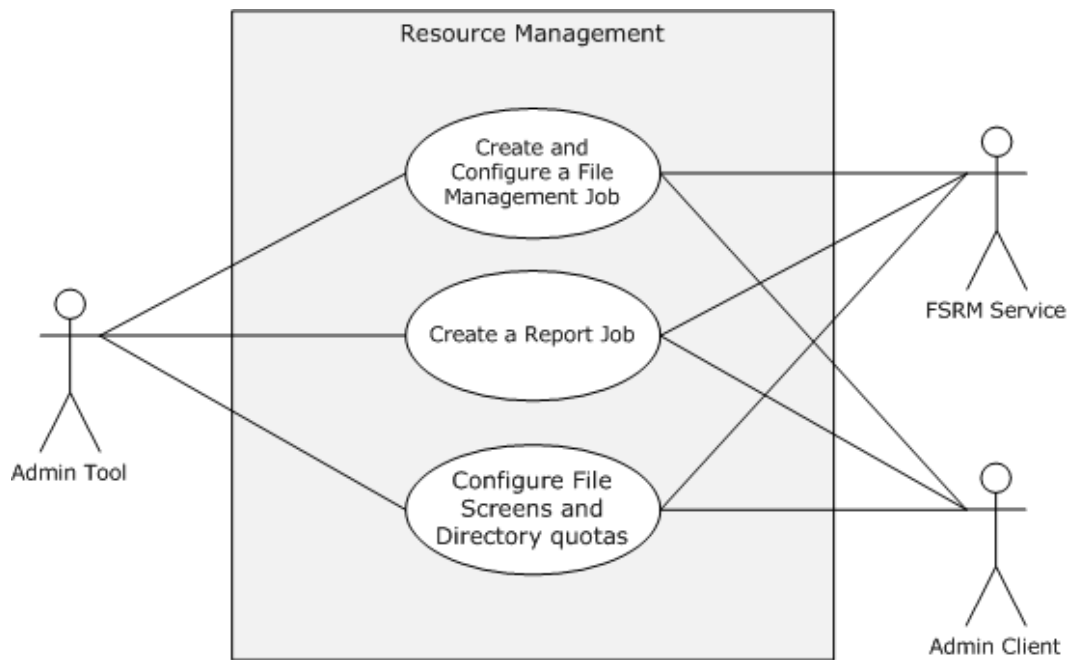 Resource Management
Create and
Configure a File
Management Job
FSRM Service
Create a Report Job
Admin Tool
Configure File
Screens and
Directory quotas
Admin Client